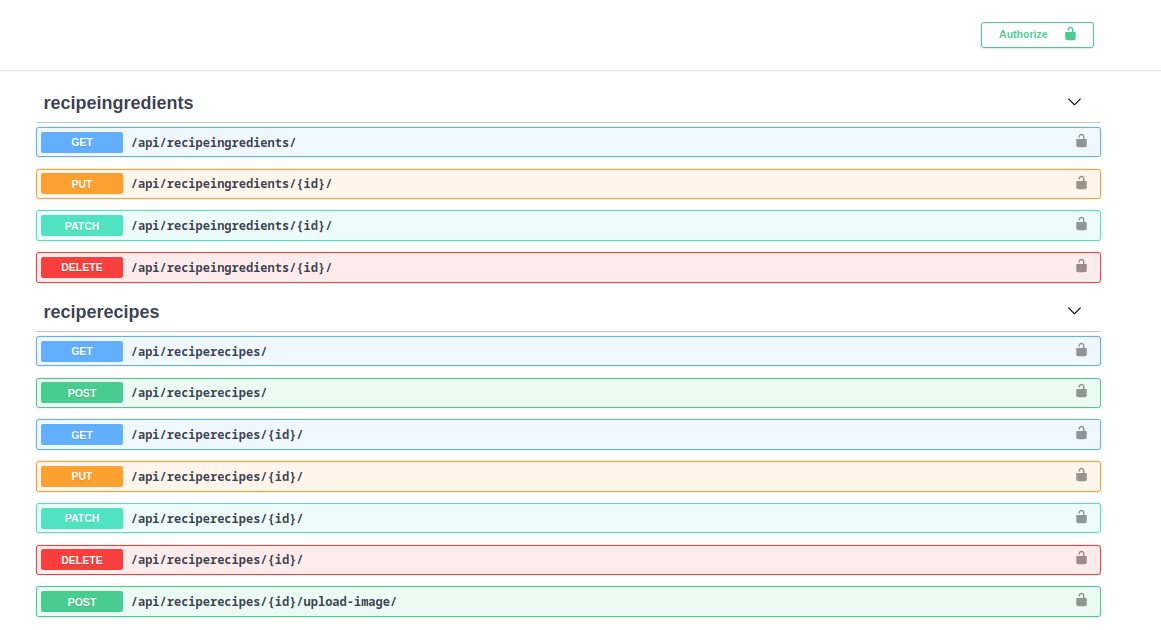 Authorize
recipeingredients
GET /api/recipeingredients/
PUT /api/recipeingredients/{id}/
PATCH /api/recipeingredients/{id}/
DELETE /api/recipeingredients/{id}/
reciperecipes
GET /api/reciperecipes/
POST /api/reciperecipes/
GET /api/reciperecipes/{id}/
PUT /api/reciperecipes/{id}/
PATCH /api/reciperecipes/{id}/
DELETE /api/reciperecipes/{id}/
POST /api/reciperecipes/{id}/upload-image/